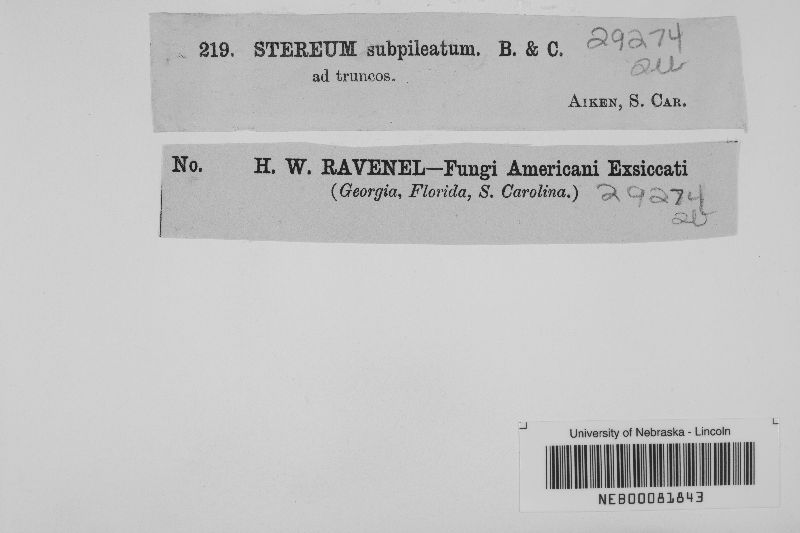 219. STEREUM subpileatum. B. & C. 29274
ad truncos.
AIKEN, S. CAR.
No. H. W. RAVENEL—Fungi Americani Exsiccati
(Georgia, Florida, S. Carolina.) 29274
University of Nebraska - Lincoln
NEB00081843